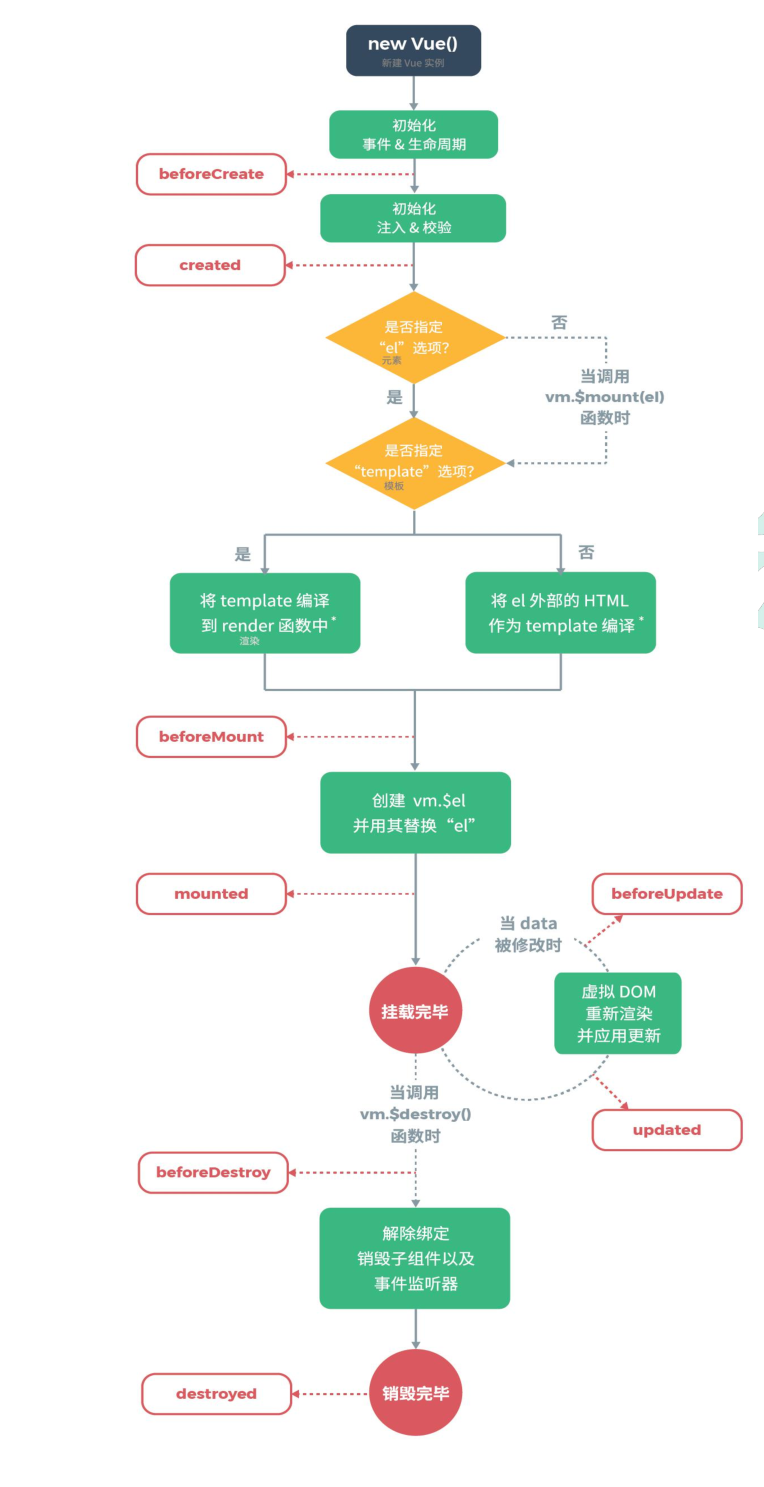 new Vue()
新建 Vue 实例
初始化
事件 & 生命周期
beforeCreate
初始化
注入 & 校验
created
是否指定
“el”选项?
元素
否
当调用
vm.$mount(el)
函数时
是
是否指定
“template”选项?
模板
是
否
将 template 编译
到 render 函数中*
渲染
将 el 外部的 HTML
作为 template 编译*
beforeMount
创建 vm.$el
并用其替换“el”
mounted
beforeUpdate
当 data
被修改时
挂载完毕
虚拟 DOM
重新渲染
并应用更新
当调用
vm.$destroy()
函数时
updated
beforeDestroy
解除绑定
销毁子组件以及
事件监听器
销毁完毕
destroyed